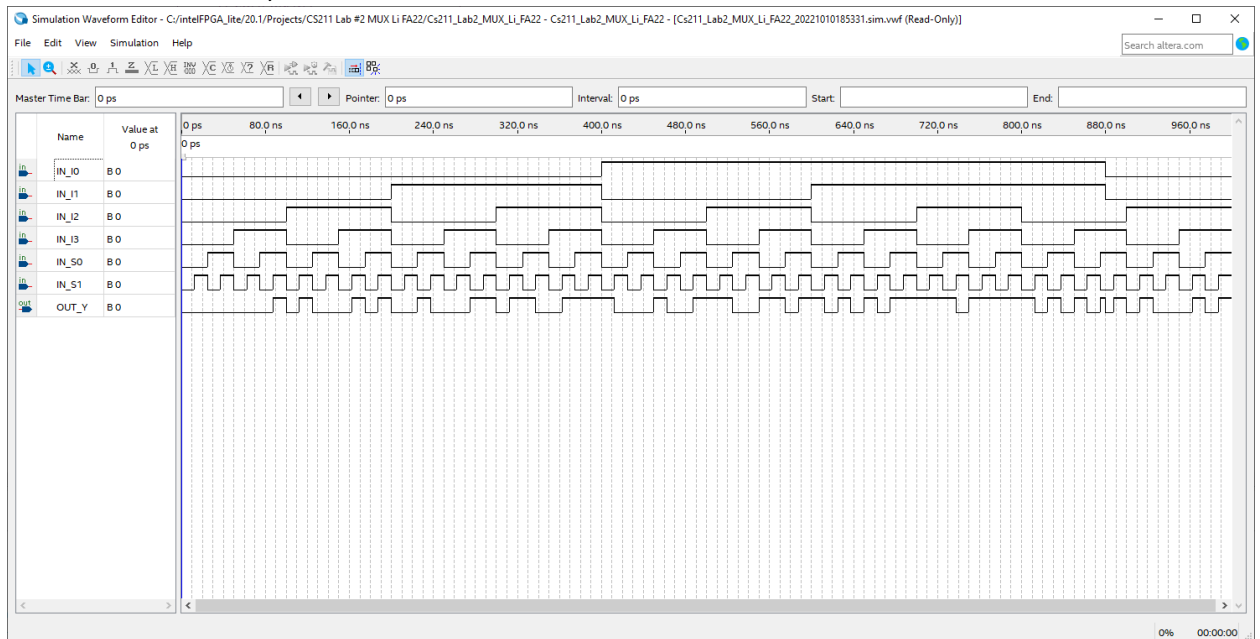 Simulation Waveform Editor - C:/intelFPGA_lite/20.1/Projects/CS211 Lab #2 MUX Li FA22/Cs211_Lab2_MUX_Li_FA22 - Cs211_Lab2_MUX_Li_FA22 - [Cs211_Lab2_MUX_Li_FA22_20221010185331.sim.vwf (Read-Only)]
File Edit View Simulation Help
Search altera.com
Master Time Bar: 0 ps Pointer: 0 ps Interval: 0 ps Start: End:
Name Value at 0 ps
0 ps 80.0 ns 160.0 ns 240.0 ns 320.0 ns 400.0 ns 480.0 ns 560.0 ns 640.0 ns 720.0 ns 800.0 ns 880.0 ns 960.0 ns
0 ps
in IN_I0 B 0
in IN_I1 B 0
in IN_I2 B 0
in IN_I3 B 0
in IN_S0 B 0
in IN_S1 B 0
out OUT_Y B 0
0% 00:00:00